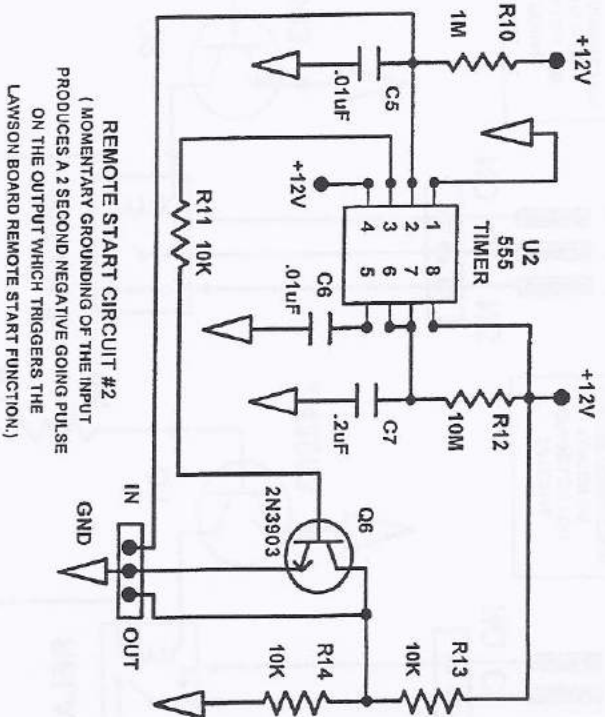 +12V
R10
1M
C5
.01uF
+12V
U2
555
TIMER
1
2
3
4
8
7
6
5
+12V
R12
10M
C7
.2uF
C6
.01uF
R11 10K
Q6
2N3903
R13
10K
R14
10K
IN
GND
OUT
REMOTE START CIRCUIT #2
( MOMENTARY GROUNDING OF THE INPUT
PRODUCES A 2 SECOND NEGATIVE GOING PULSE
ON THE OUTPUT WHICH TRIGGERS THE
LAWSON BOARD REMOTE START FUNCTION.)